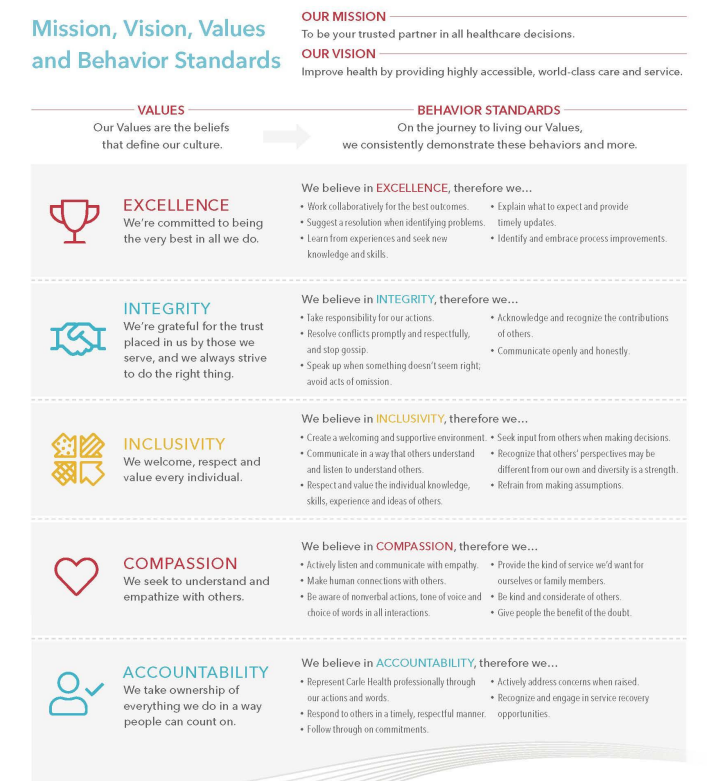 Mission, Vision, Values
and Behavior Standards
OUR MISSION
To be your trusted partner in all healthcare decisions.
OUR VISION
Improve health by providing highly accessible, world-class care and service.
VALUES
Our Values are the beliefs
that define our culture.
BEHAVIOR STANDARDS
On the journey to living our Values,
we consistently demonstrate these behaviors and more.
EXCELLENCE
We're committed to being
the very best in all we do.
We believe in EXCELLENCE, therefore we...
• Work collaboratively for the best outcomes.
• Suggest a resolution when identifying problems.
• Learn from experiences and seek new
knowledge and skills.
• Explain what to expect and provide
timely updates.
• Identify and embrace process improvements.
INTEGRITY
We're grateful for the trust
placed in us by those we
serve, and we always strive
to do the right thing.
We believe in INTEGRITY, therefore we...
• Take responsibility for our actions.
• Resolve conflicts promptly and respectfully,
and stop gossip.
• Speak up when something doesn't seem right;
avoid acts of omission.
• Acknowledge and recognize the contributions
of others.
• Communicate openly and honestly.
INCLUSIVITY
We welcome, respect and
value every individual.
We believe in INCLUSIVITY, therefore we...
• Create a welcoming and supportive environment.
• Communicate in a way that others understand
and listen to understand others.
• Respect and value the individual knowledge,
skills, experience and ideas of others.
• Seek input from others when making decisions.
• Recognize that others' perspectives may be
different from our own and diversity is a strength.
• Refrain from making assumptions.
COMPASSION
We seek to understand and
empathize with others.
We believe in COMPASSION, therefore we...
• Actively listen and communicate with empathy.
• Make human connections with others.
• Be aware of nonverbal actions, tone of voice and
choice of words in all interactions.
• Provide the kind of service we'd want for
ourselves or family members.
• Be kind and considerate of others.
• Give people the benefit of the doubt.
ACCOUNTABILITY
We take ownership of
everything we do in a way
people can count on.
We believe in ACCOUNTABILITY, therefore we...
• Represent Carle Health professionally through
our actions and words.
• Respond to others in a timely, respectful manner.
• Follow through on commitments.
• Actively address concerns when raised.
• Recognize and engage in service recovery
opportunities.